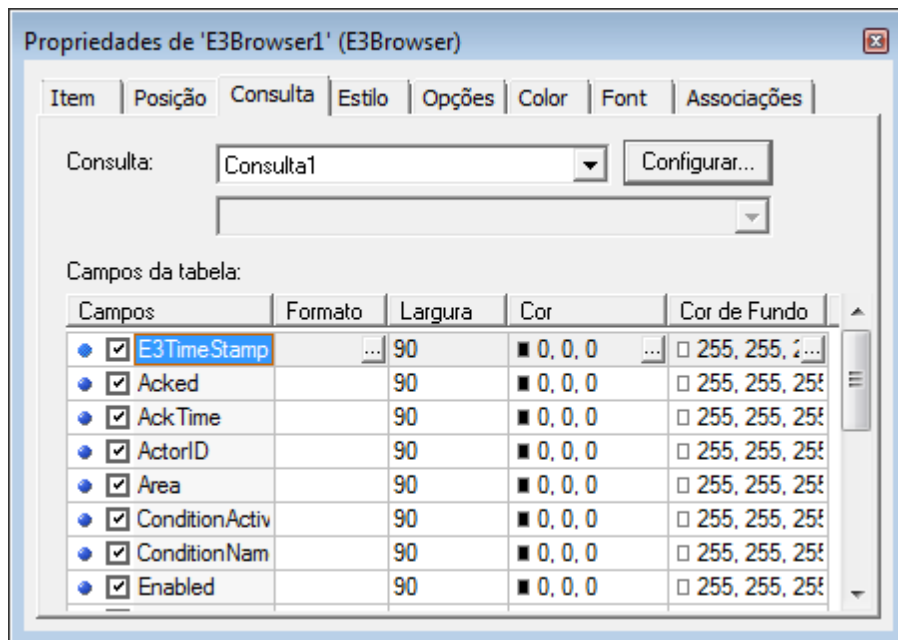 Propriedades de 'E3Browser1' (E3Browser)
Item Posição Consulta Estilo Opções Color Font Associações
Consulta: Consulta1 Configurar...
Campos da tabela:
Campos Formato Largura Cor Cor de Fundo
E3TimeStamp ... 90 0, 0, 0 ... 255, 255, 2 ...
Acked 90 0, 0, 0 255, 255, 255
AckTime 90 0, 0, 0 255, 255, 255
ActorID 90 0, 0, 0 255, 255, 255
Area 90 0, 0, 0 255, 255, 255
ConditionActiv 90 0, 0, 0 255, 255, 255
ConditionNam 90 0, 0, 0 255, 255, 255
Enabled 90 0, 0, 0 255, 255, 255